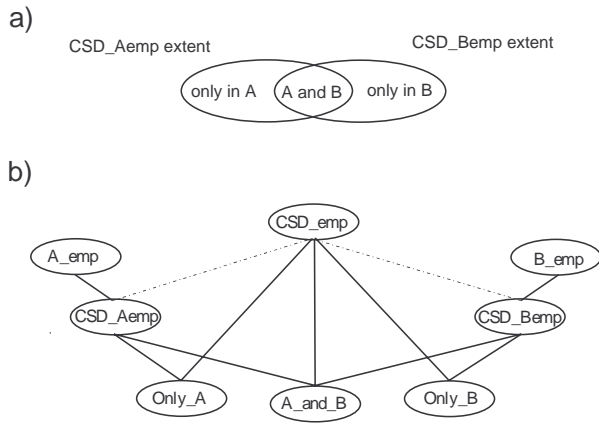 a)
CSD_Aemp extent
CSD_Bemp extent
only in A
A and B
only in B
b)
CSD_emp
A_emp
B_emp
CSD_Aemp
CSD_Bemp
Only_A
A_and_B
Only_B